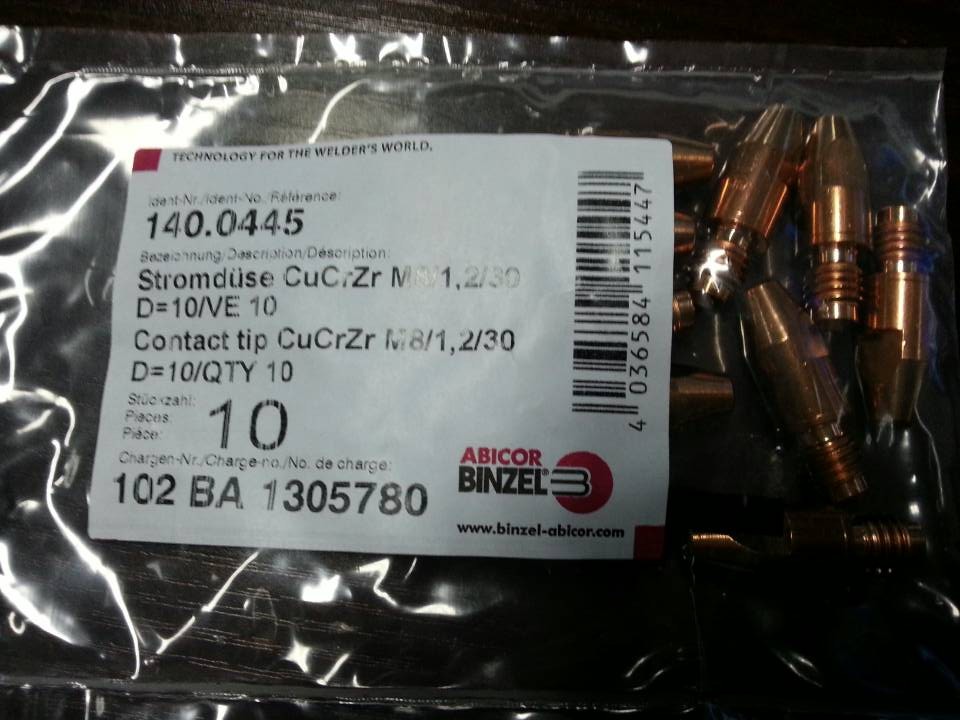 TECHNOLOGY FOR THE WELDER'S WORLD.
Ident-Nr./Ident-No./Référence:
140.0445
Bezeichnung/Description/Désoription:
Stromdüse CuCrZr M8/1,2/30
D=10/VE 10
Contact tip CuCrZr M8/1,2/30
D=10/QTY 10
Stückzahl:
Pieces:
Pièce:
10
Chargen-Nr./Charge-no./No. de charge:
102 BA 1305780
4 036584 115447
ABICOR
BINZEL®
www.binzel-abicor.com